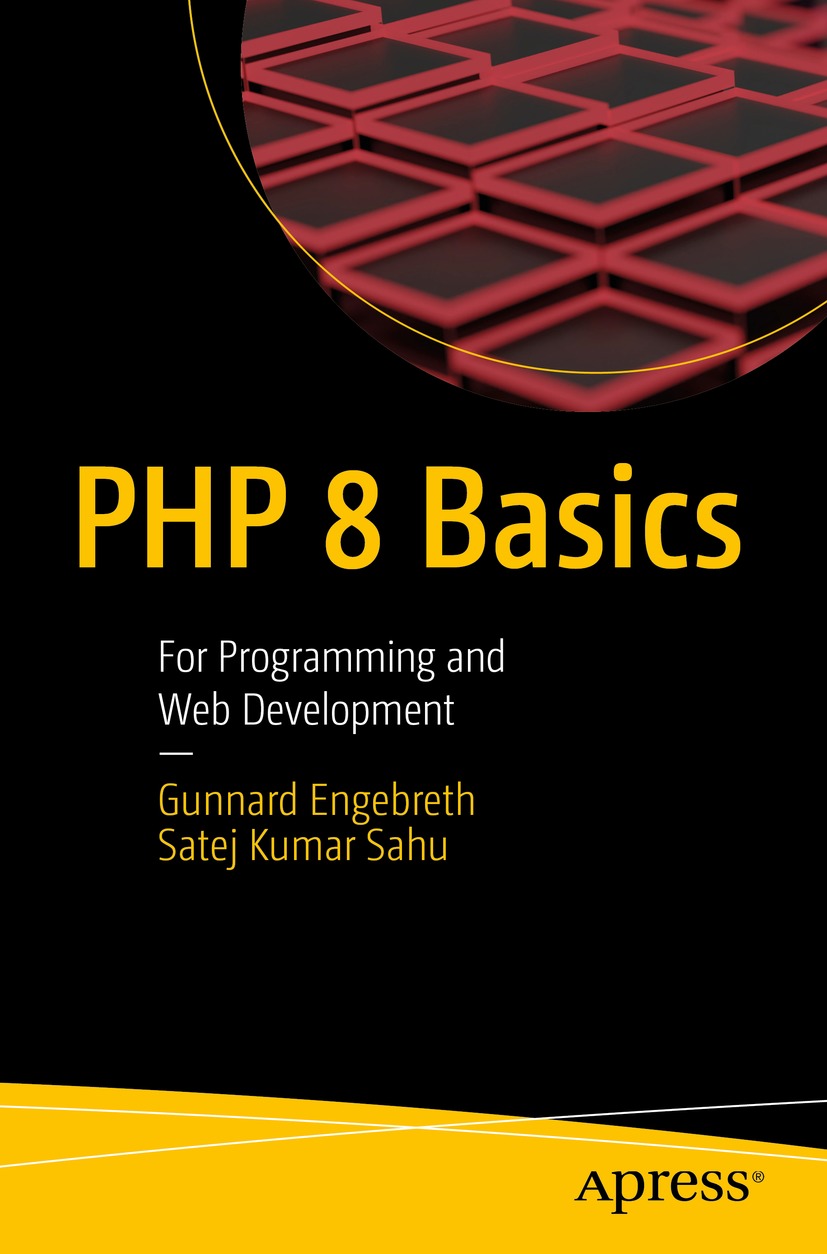 PHP 8 Basics
For Programming and
Web Development
—
Gunnard Engebreth
Satej Kumar Sahu
Apress®